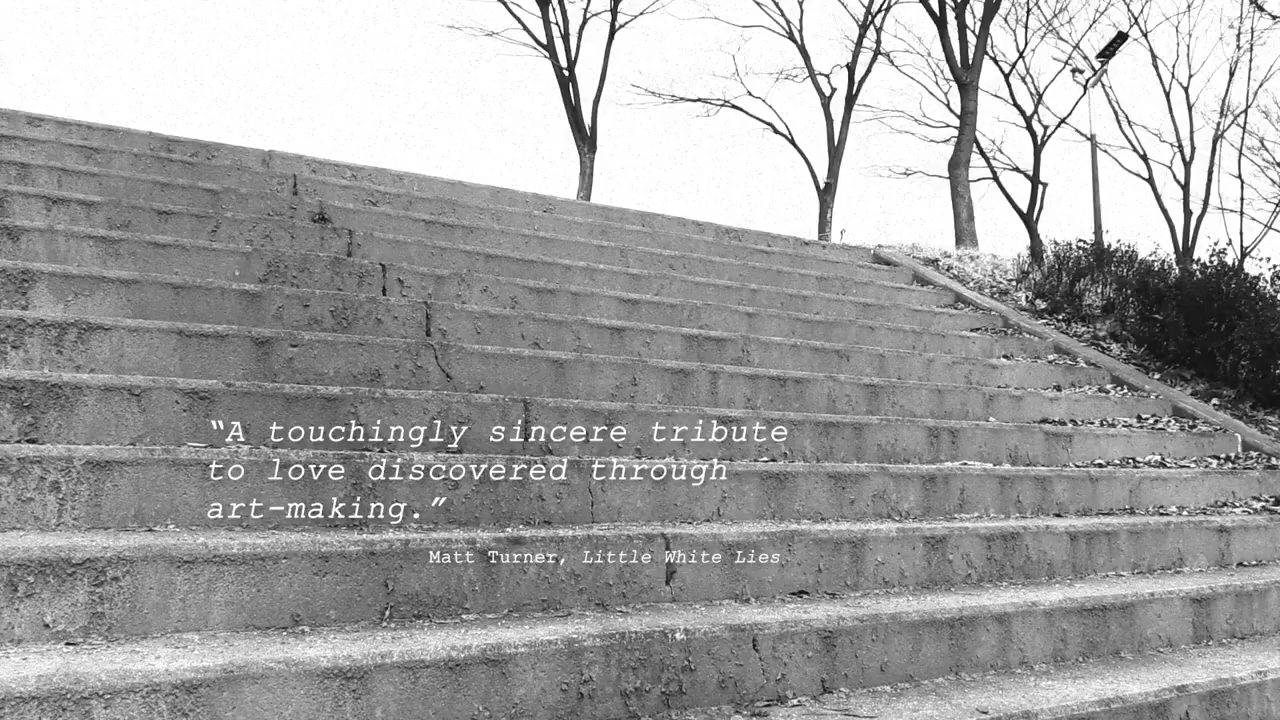 “A touchingly sincere tribute
to love discovered through
art-making.”
Matt Turner, Little White Lies